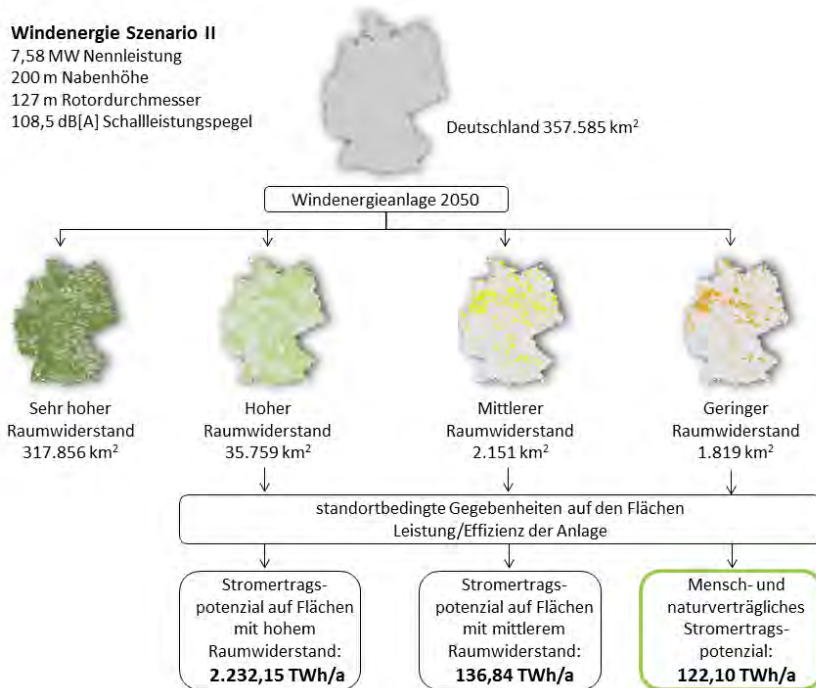 Windenergie Szenario II
7,58 MW Nennleistung
200 m Nabenhöhe
127 m Rotordurchmesser
108,5 dB[A] Schallleistungspegel
Deutschland 357.585 km²
Windenergieanlage 2050
Sehr hoher
Raumwiderstand
317.856 km²
Hoher
Raumwiderstand
35.759 km²
Mittlerer
Raumwiderstand
2.151 km²
Geringer
Raumwiderstand
1.819 km²
standortbedingte Gegebenheiten auf den Flächen
Leistung/Effizienz der Anlage
Stromertrags-
potenzial auf Flächen
mit hohem
Raumwiderstand:
2.232,15 TWh/a
Stromertrags-
potenzial auf Flächen
mit mittlerem
Raumwiderstand:
136,84 TWh/a
Mensch- und
naturverträgliches
Stromertrags-
potenzial:
122,10 TWh/a